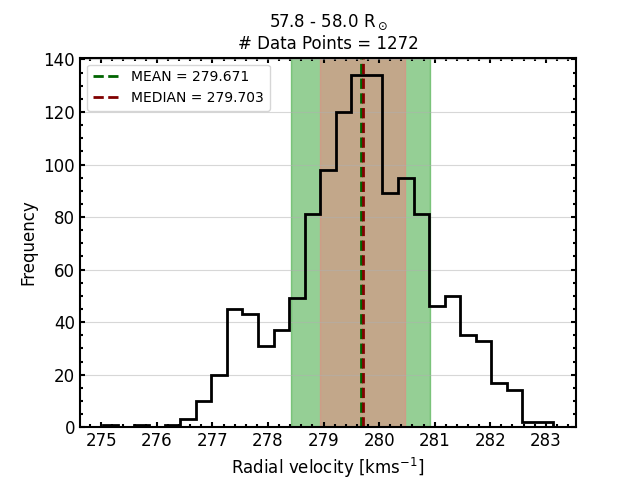 57.8 - 58.0 R⊙
# Data Points = 1272
MEAN = 279.671
MEDIAN = 279.703
Frequency
140
120
100
80
60
40
20
0
275 276 277 278 279 280 281 282 283
Radial velocity [kms⁻¹]